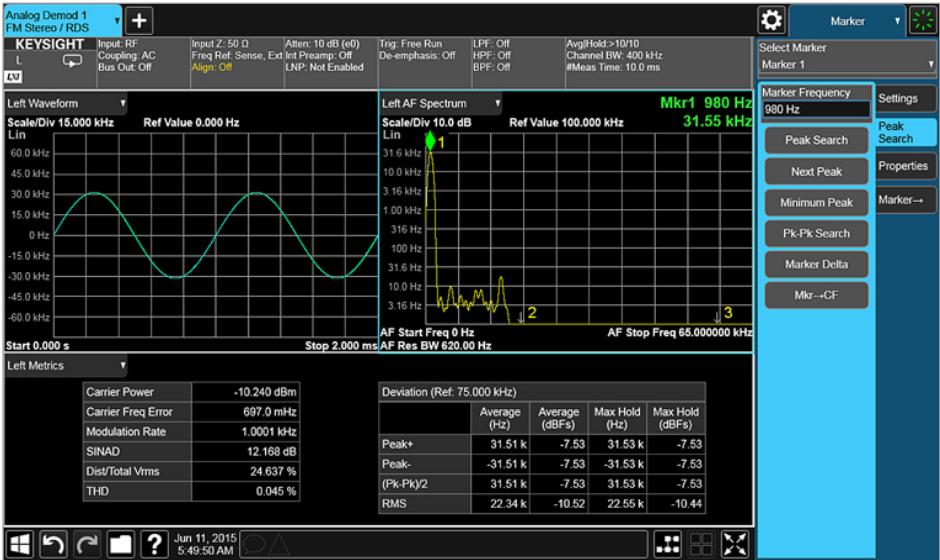 Analog Demod 1
FM Stereo / RDS
Marker
KEYSIGHT
L
LXI
Input: RF
Coupling: AC
Bus Out: Off
Input Z: 50 Ω
Freq Ref: Sense, Ext
Align: Off
Atten: 10 dB (e0)
Int Preamp: Off
LNP: Not Enabled
Trig: Free Run
De-emphasis: Off
LPF: Off
HPF: Off
BPF: Off
Avg|Hold:>10/10
Channel BW: 400 kHz
#Meas Time: 10.0 ms
Select Marker
Marker 1
Left Waveform
Scale/Div 15.000 kHz
Ref Value 0.000 Hz
Lin
60.0 kHz
45.0 kHz
30.0 kHz
15.0 kHz
0 Hz
-15.0 kHz
-30.0 kHz
-45.0 kHz
-60.0 kHz
Start 0.000 s
Stop 2.000 ms
Left AF Spectrum
Mkr1 980 Hz
31.55 kHz
Scale/Div 10.0 dB
Ref Value 100.000 kHz
Lin
31.6 kHz
10.0 kHz
3.16 kHz
1.00 kHz
316 Hz
100 Hz
31.6 Hz
10.0 Hz
3.16 Hz
1
2
3
AF Start Freq 0 Hz
AF Stop Freq 65.000000 kHz
AF Res BW 620.00 Hz
Marker Frequency
980 Hz
Peak Search
Next Peak
Minimum Peak
Pk-Pk Search
Marker Delta
Mkr→CF
Settings
Peak
Search
Properties
Marker→
Left Metrics
Carrier Power -10.240 dBm
Carrier Freq Error 697.0 mHz
Modulation Rate 1.0001 kHz
SINAD 12.168 dB
Dist/Total Vrms 24.637 %
THD 0.045 %
Deviation (Ref: 75.000 kHz)
Average (Hz) Average (dBFs) Max Hold (Hz) Max Hold (dBFs)
Peak+ 31.51 k -7.53 31.53 k -7.53
Peak- -31.51 k -7.53 -31.53 k -7.53
(Pk-Pk)/2 31.51 k -7.53 31.53 k -7.53
RMS 22.34 k -10.52 22.55 k -10.44
?
Jun 11, 2015
5:49:50 AM